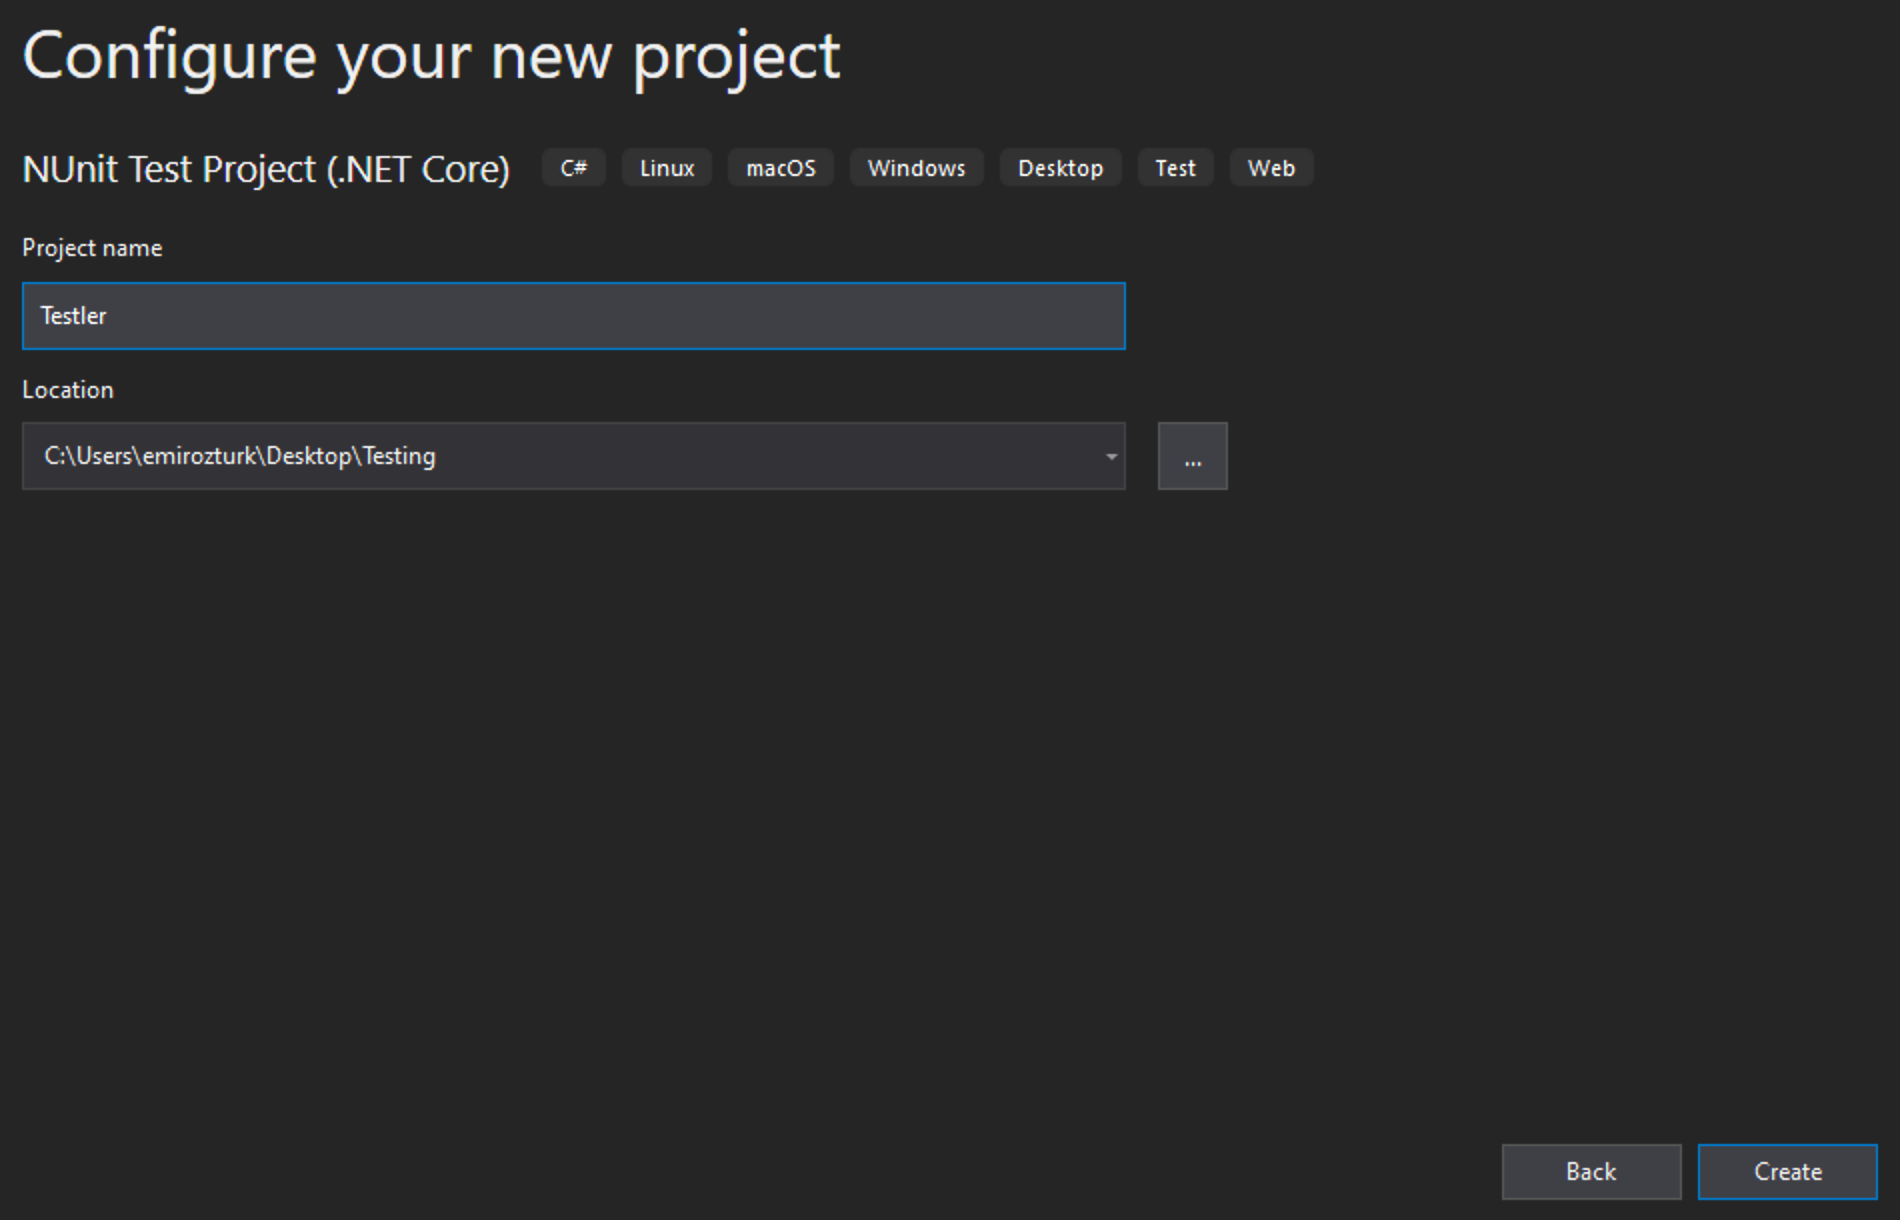 Configure your new project
NUnit Test Project (.NET Core) C# Linux macOS Windows Desktop Test Web
Project name
Testler
Location
C:\Users\emirozturk\Desktop\Testing
...
Back Create